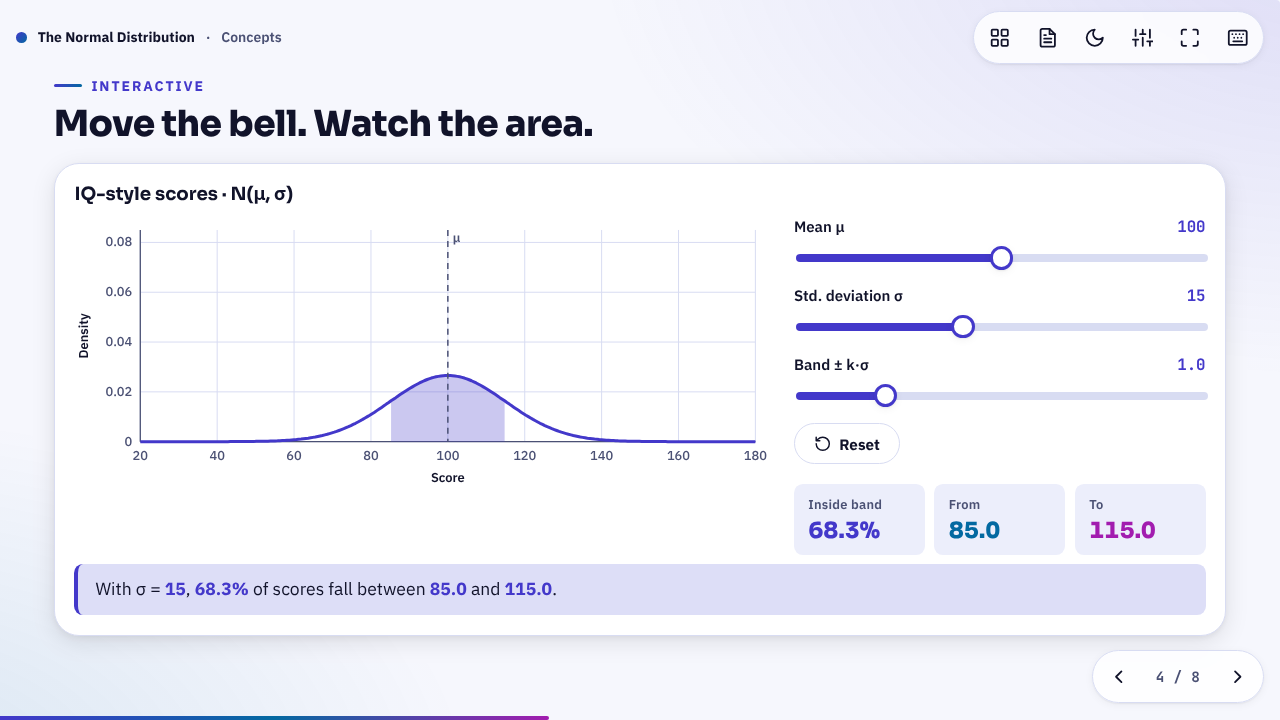 The Normal Distribution · Concepts
INTERACTIVE
Move the bell. Watch the area.
IQ-style scores · N(μ, σ)
0.08
0.06
0.04
0.02
0
Density
μ
20 40 60 80 100 120 140 160 180
Score
Mean μ 100
Std. deviation σ 15
Band ± k·σ 1.0
Reset
Inside band From To
68.3% 85.0 115.0
With σ = 15, 68.3% of scores fall between 85.0 and 115.0.
4 / 8